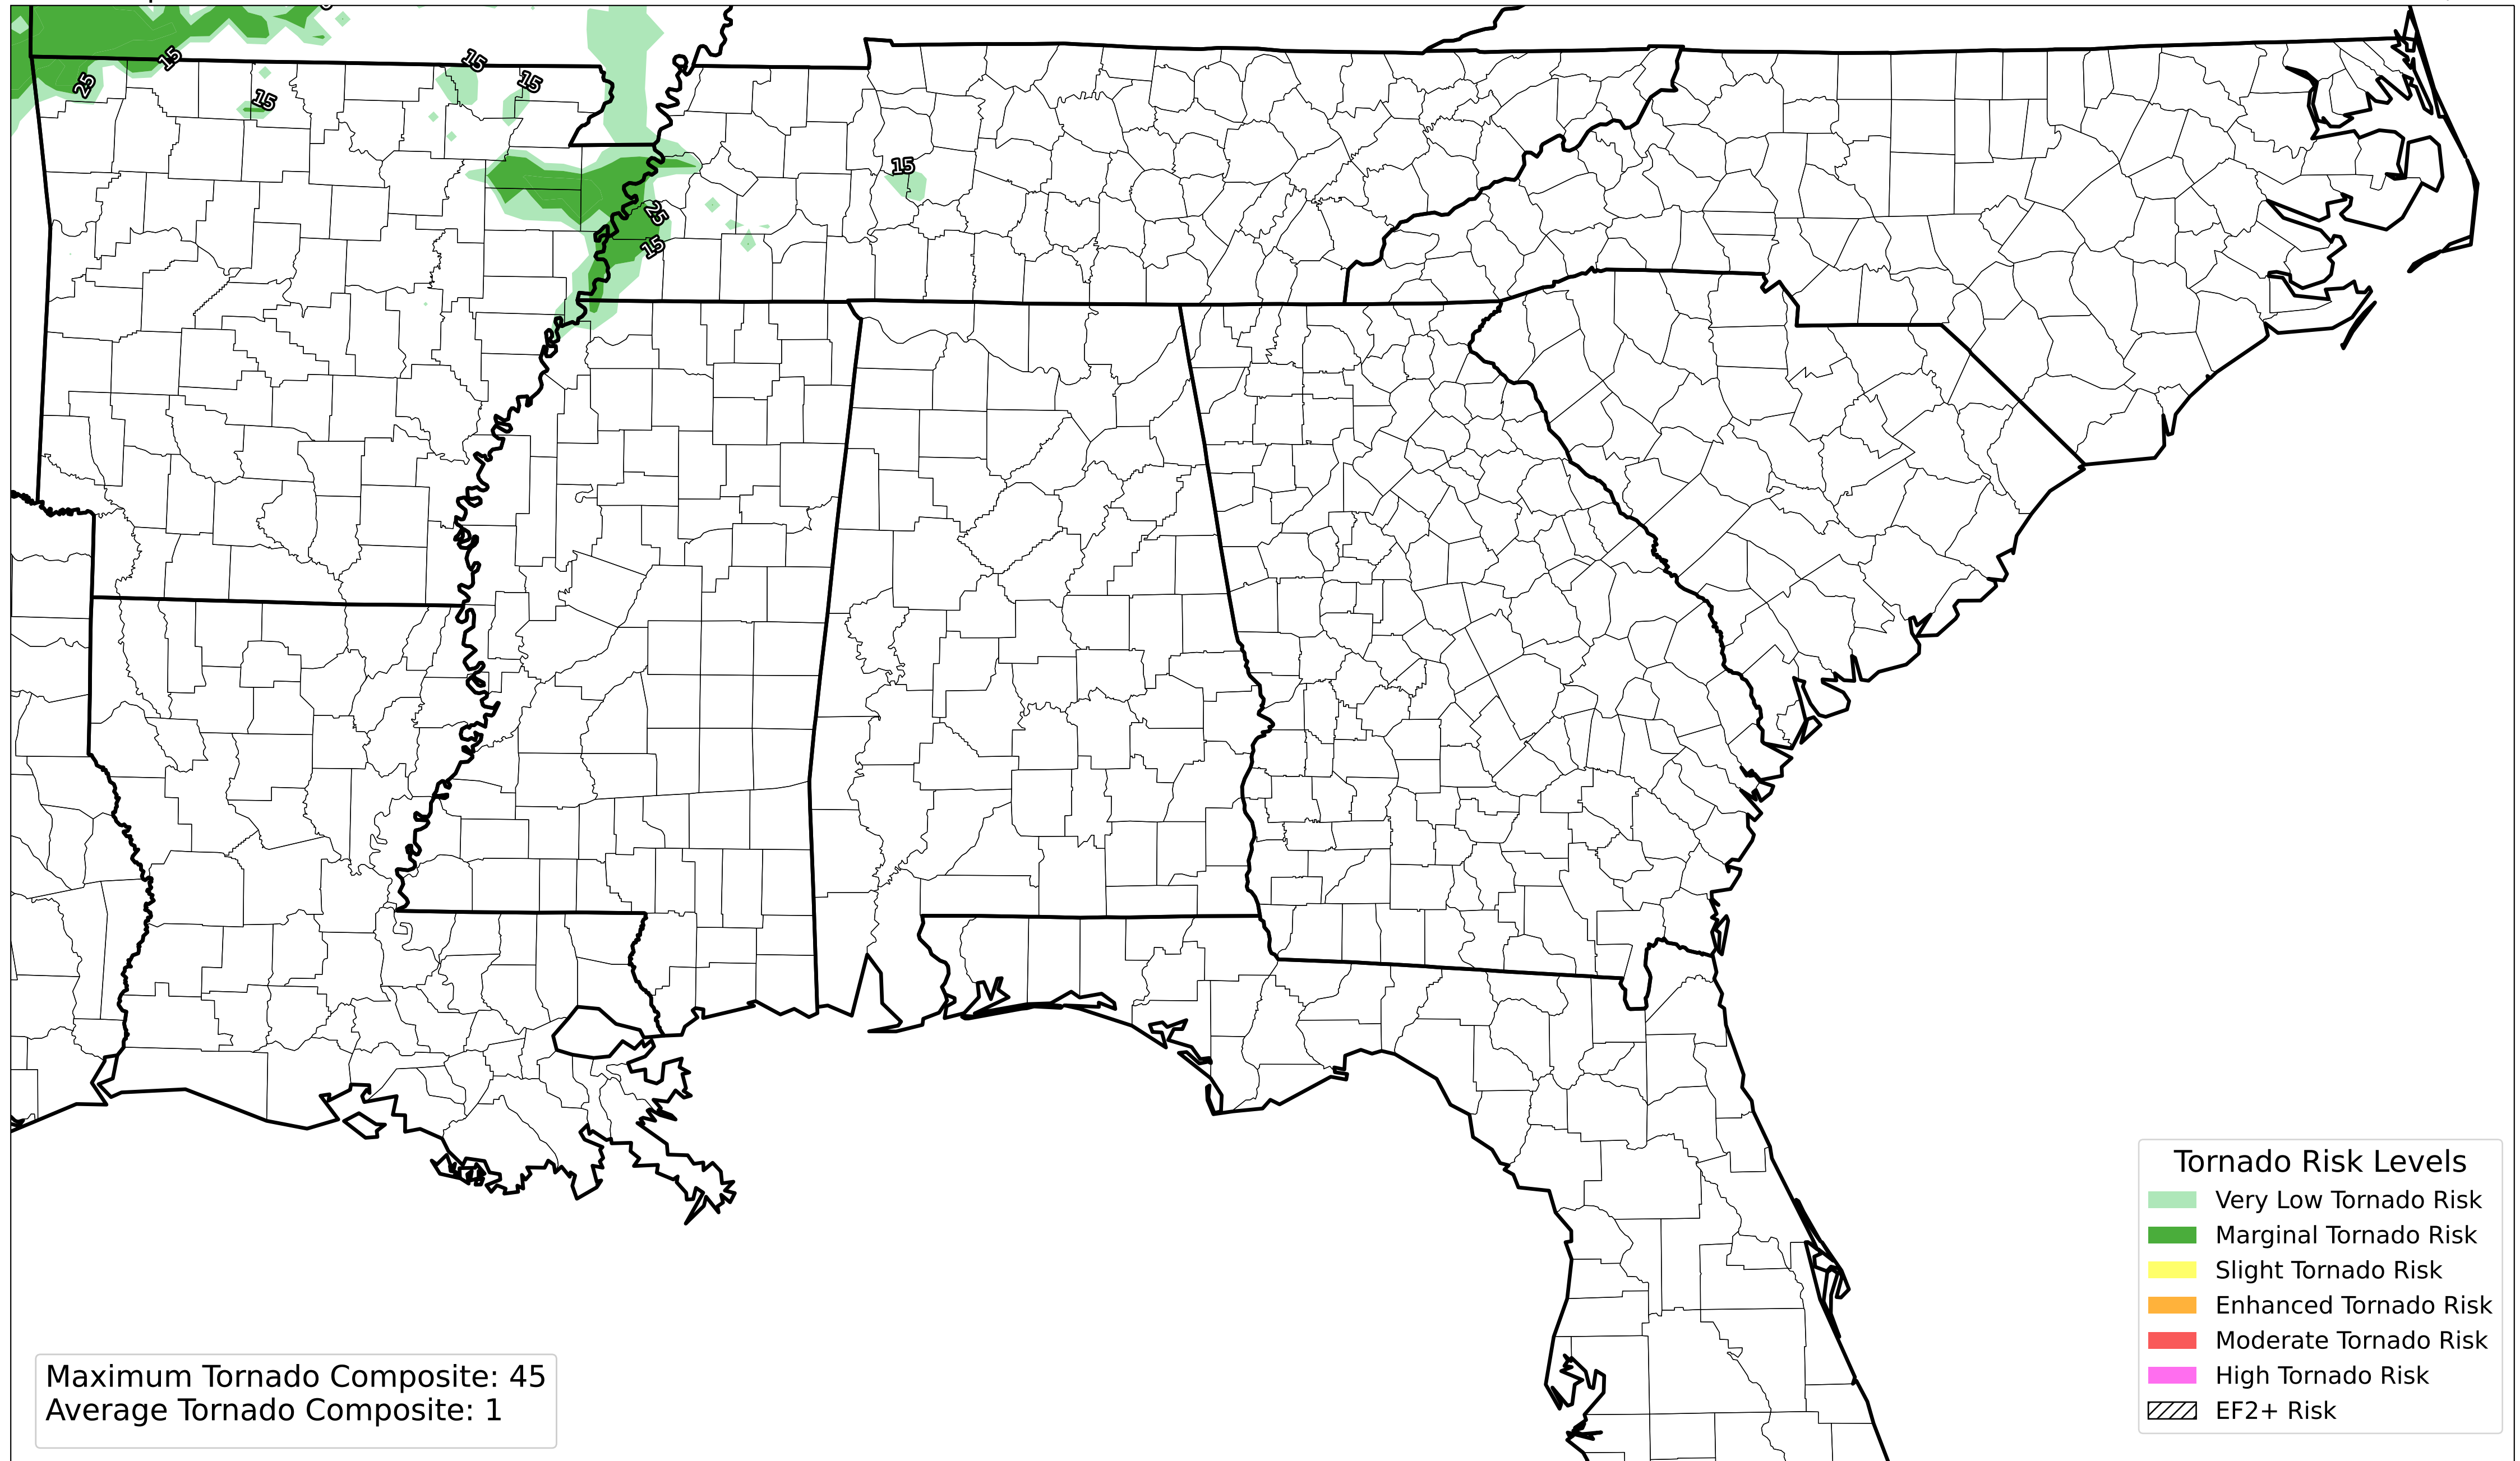 15
15
15
25
15
15
25
15
Tornado Risk Levels
Very Low Tornado Risk
Marginal Tornado Risk
Slight Tornado Risk
Enhanced Tornado Risk
Moderate Tornado Risk
High Tornado Risk
EF2+ Risk
Maximum Tornado Composite: 45
Average Tornado Composite: 1